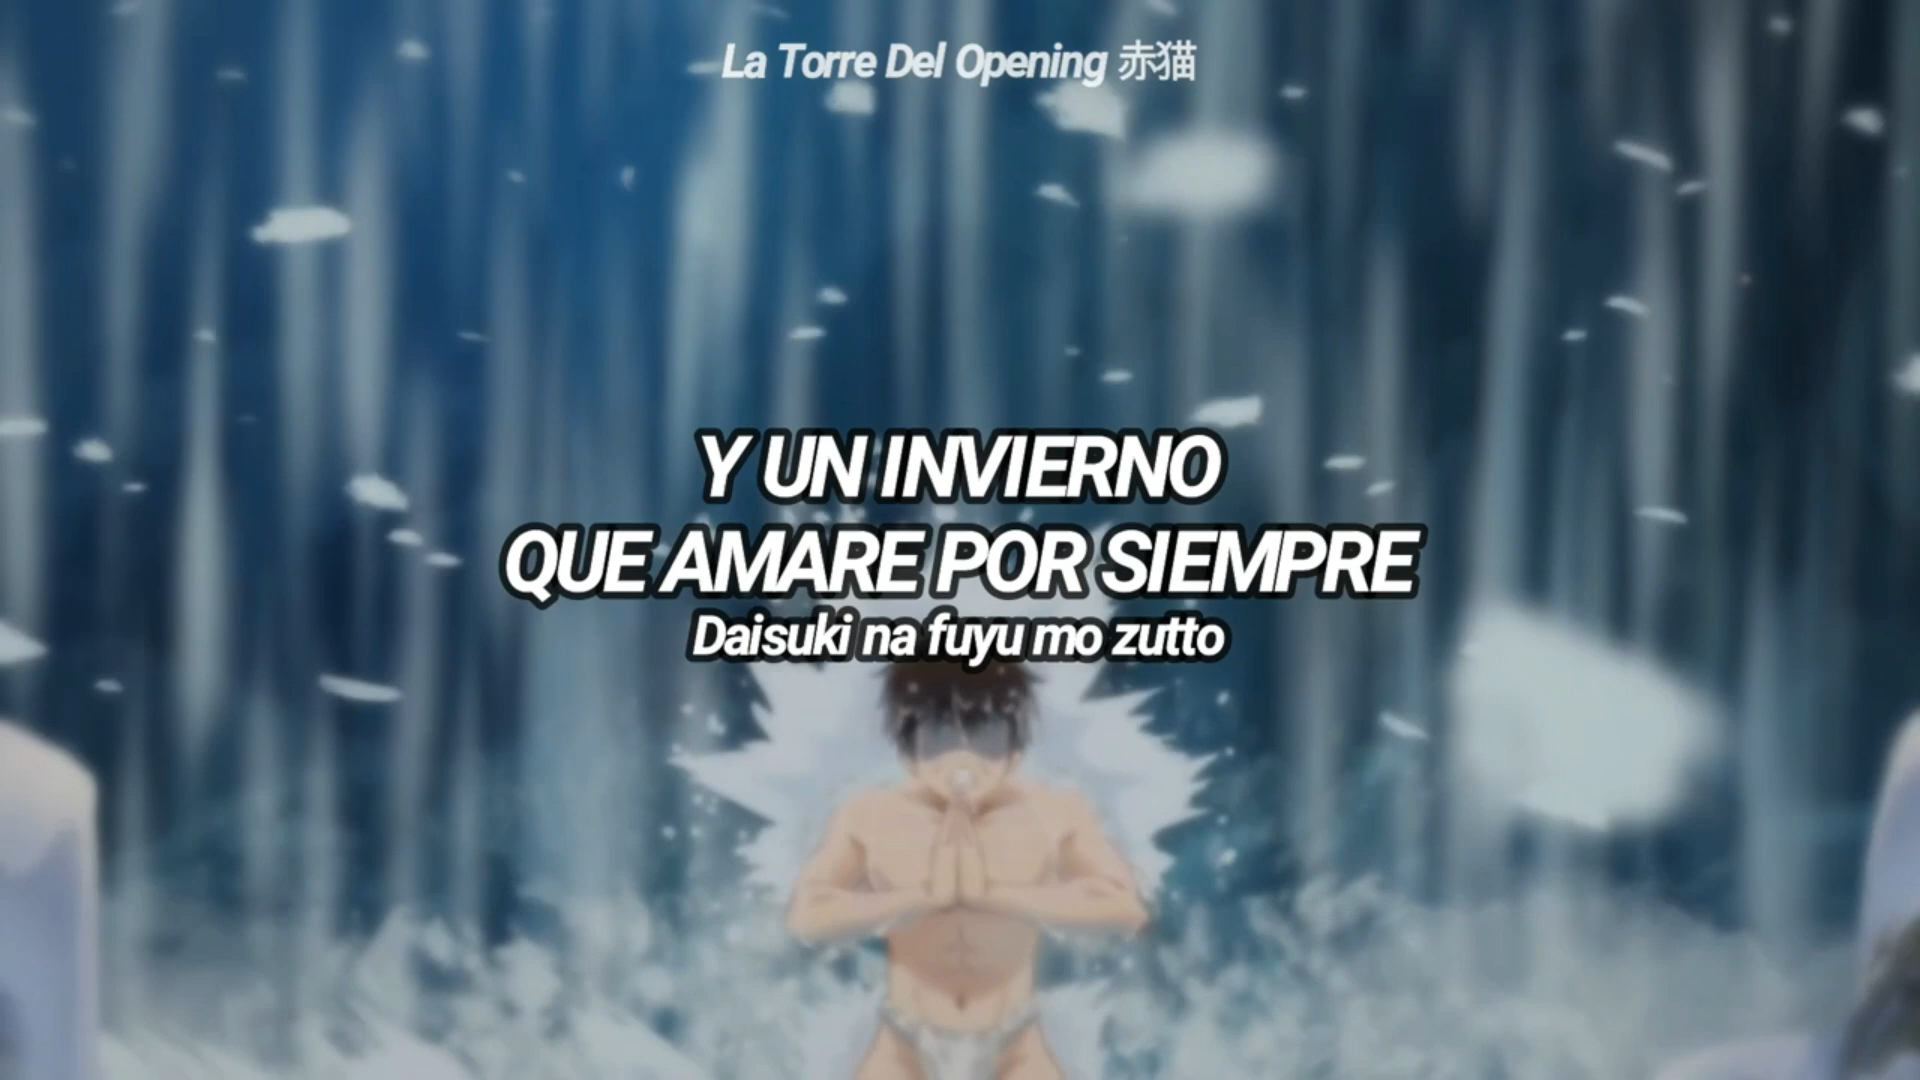 La Torre Del Opening 赤猫
Y UN INVIERNO
QUE AMARE POR SIEMPRE
Daisuki na fuyu mo zutto